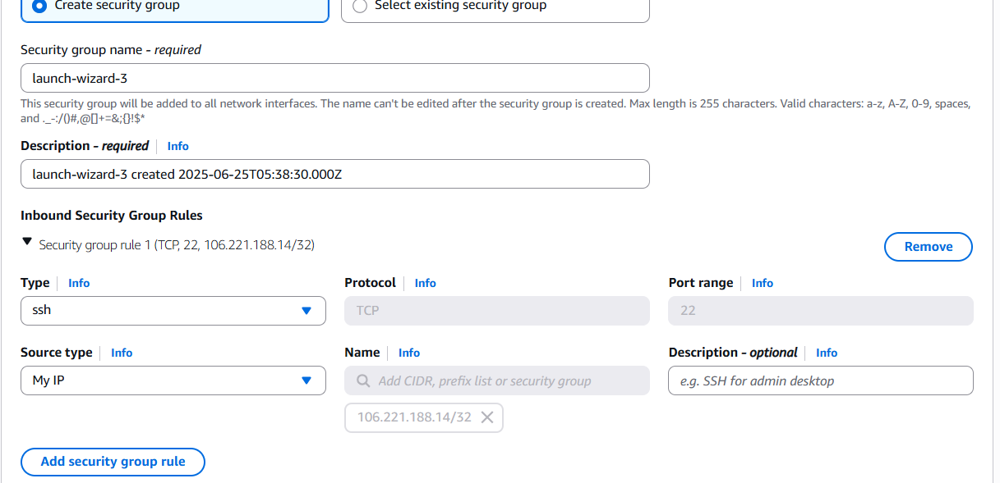 Create security group
Select existing security group
Security group name - required
launch-wizard-3
This security group will be added to all network interfaces. The name can't be edited after the security group is created. Max length is 255 characters. Valid characters: a-z, A-Z, 0-9, spaces,
and ._-:/()#,@[]+=&;{}!$*
Description - required Info
launch-wizard-3 created 2025-06-25T05:38:30.000Z
Inbound Security Group Rules
Security group rule 1 (TCP, 22, 106.221.188.14/32)
Remove
Type Info
Protocol Info
Port range Info
ssh
TCP
22
Source type Info
Name Info
Description - optional Info
My IP
Add CIDR, prefix list or security group
e.g. SSH for admin desktop
106.221.188.14/32
Add security group rule